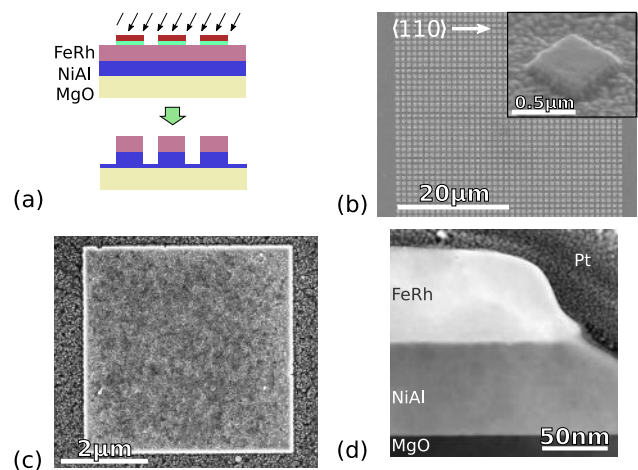 FeRh
NiAl
MgO
(a)
⟨110⟩
0.5μm
20μm
(b)
2μm
(c)
Pt
FeRh
NiAl
MgO
50nm
(d)